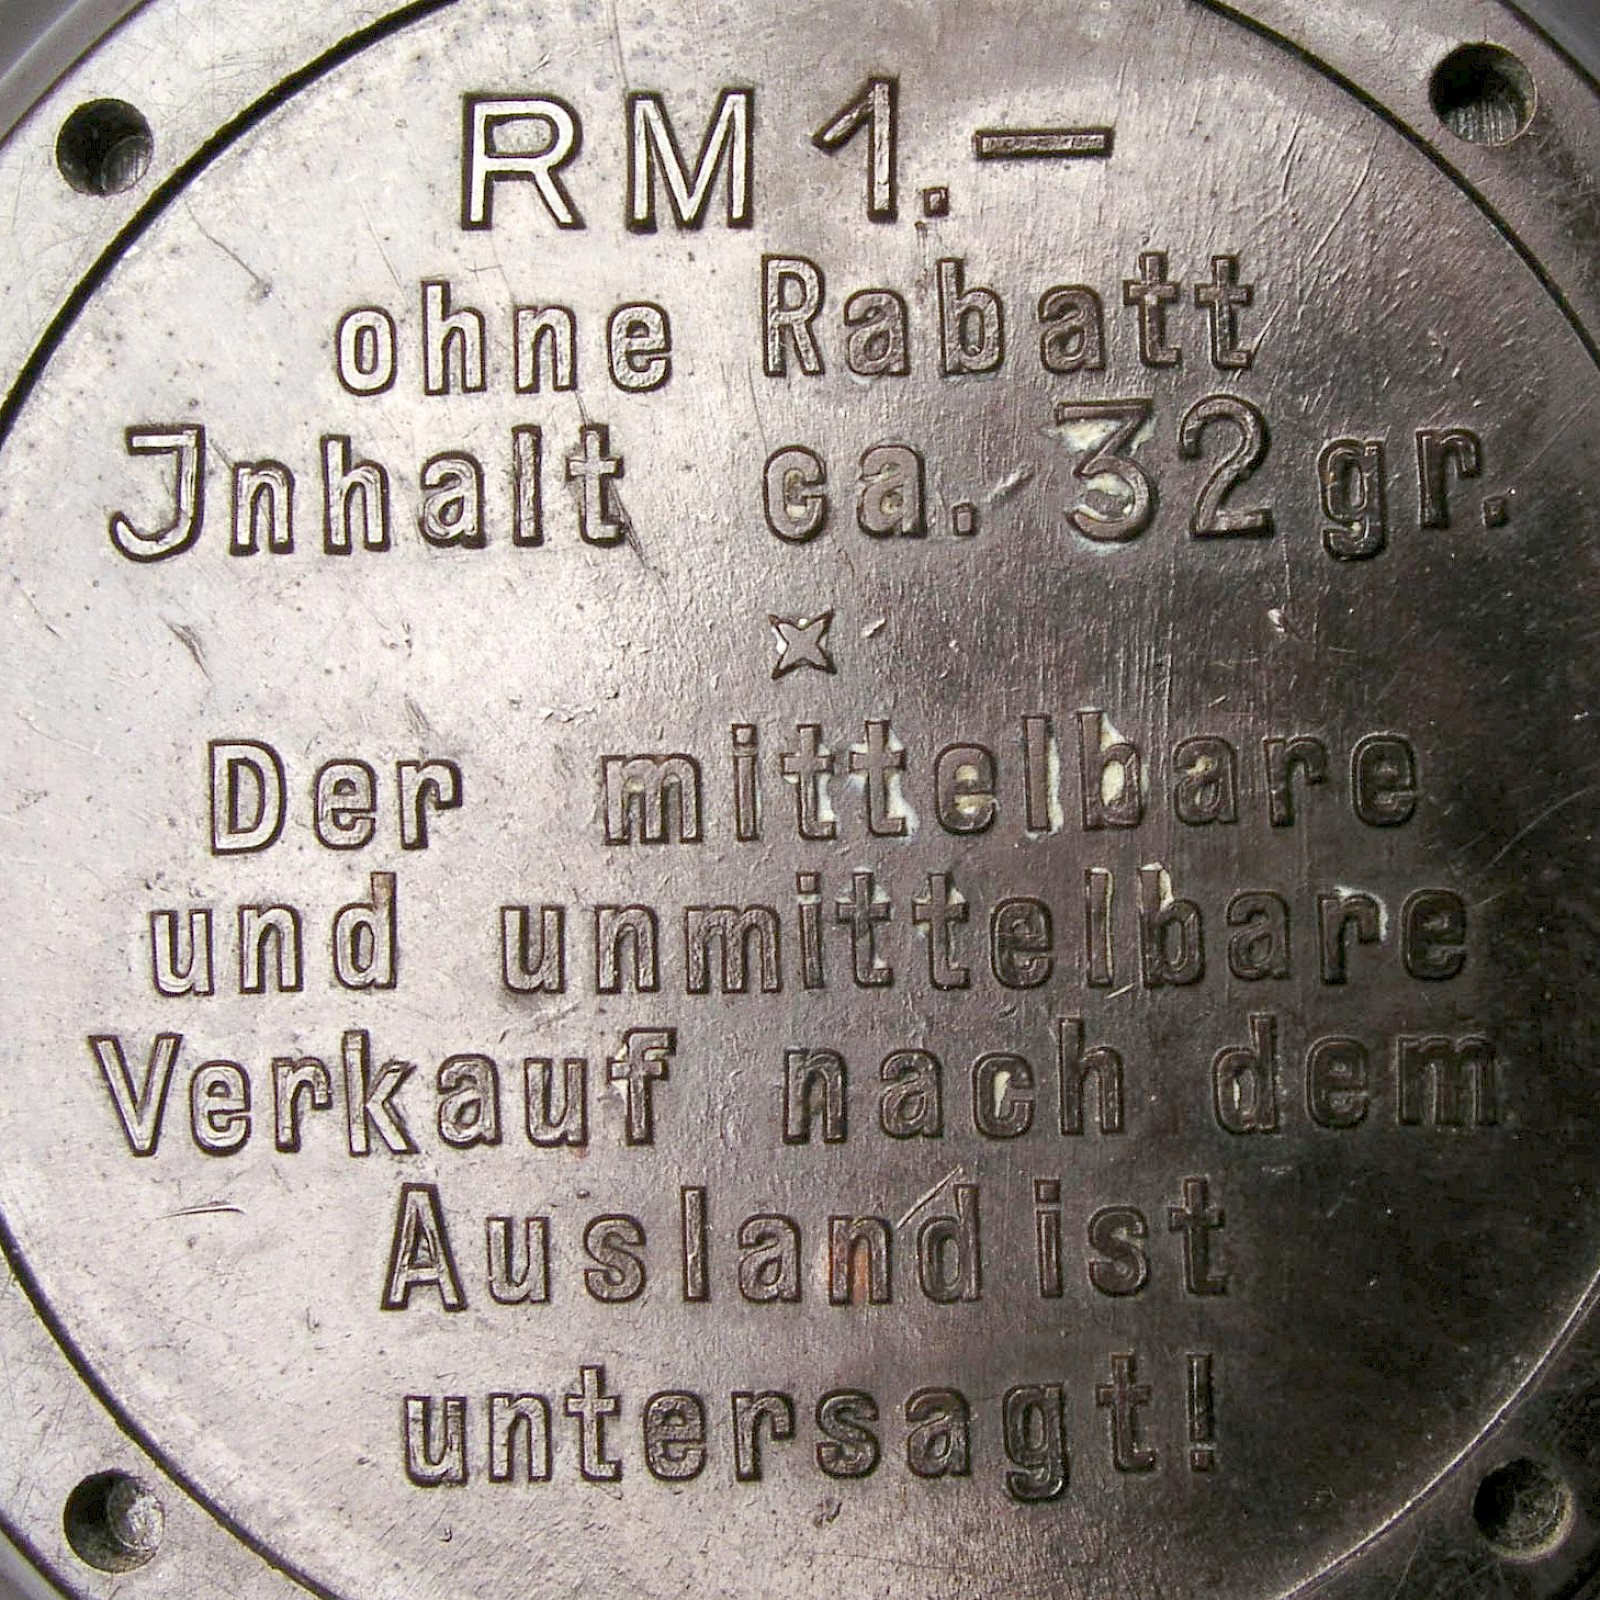 RM 1.—
ohne Rabatt
Jnhalt ca. 32 gr.
Der mittelbare
und unmittelbare
Verkauf nach dem
Ausland ist
untersagt!